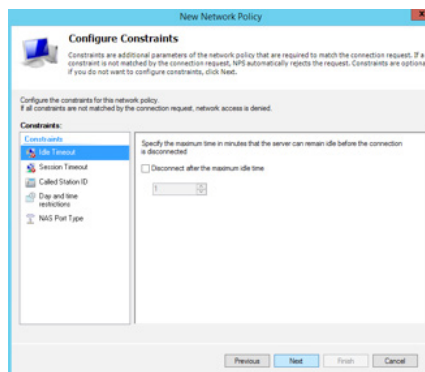 New Network Policy
Configure Constraints
Constraints are additional parameters of the network policy that are required to match the connection request. If a
constraint is not matched by the connection request, NPS automatically rejects the request. Constraints are optiona
if you do not want to configure constraints, click Next.
Configure the constraints for this network policy.
If all constraints are not matched by the connection request, network access is denied.
Constraints:
Constraints
Idle Timeout
Session Timeout
Called Station ID
Day and time
restrictions
NAS Port Type
Specify the maximum time in minutes that the server can remain idle before the connection
is disconnected
Disconnect after the maximum idle time
1
Previous
Next
Finish
Cancel